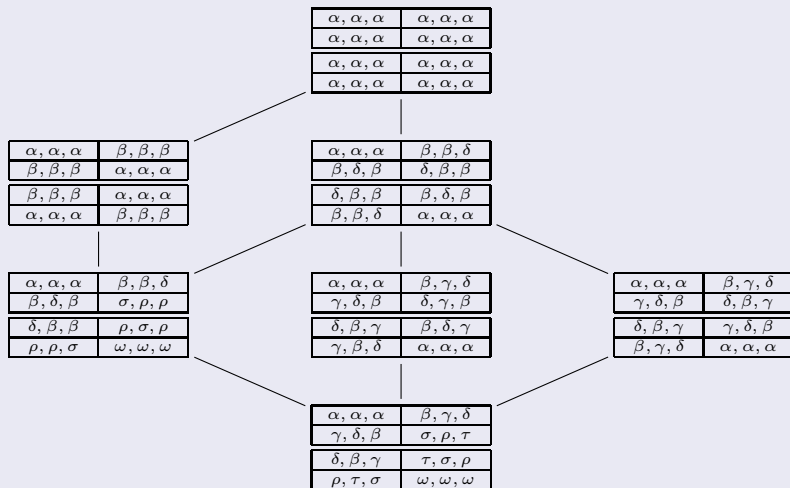 α, α, α α, α, α
α, α, α α, α, α
α, α, α α, α, α
α, α, α α, α, α
α, α, α β, β, β
β, β, β α, α, α
β, β, β α, α, α
α, α, α β, β, β
α, α, α β, β, δ
β, δ, β δ, β, β
δ, β, β β, δ, β
β, β, δ α, α, α
α, α, α β, β, δ
β, δ, β σ, ρ, ρ
δ, β, β ρ, σ, ρ
ρ, ρ, σ ω, ω, ω
α, α, α β, γ, δ
γ, δ, β δ, γ, β
δ, β, γ β, δ, γ
γ, β, δ α, α, α
α, α, α β, γ, δ
γ, δ, β δ, β, γ
δ, β, γ γ, δ, β
β, γ, δ α, α, α
α, α, α β, γ, δ
γ, δ, β σ, ρ, τ
δ, β, γ τ, σ, ρ
ρ, τ, σ ω, ω, ω